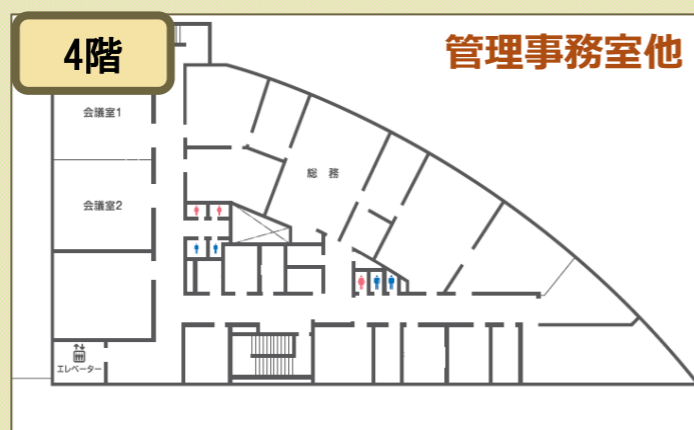 4階
管理事務室他
会議室1
総 務
会議室2
エレベーター